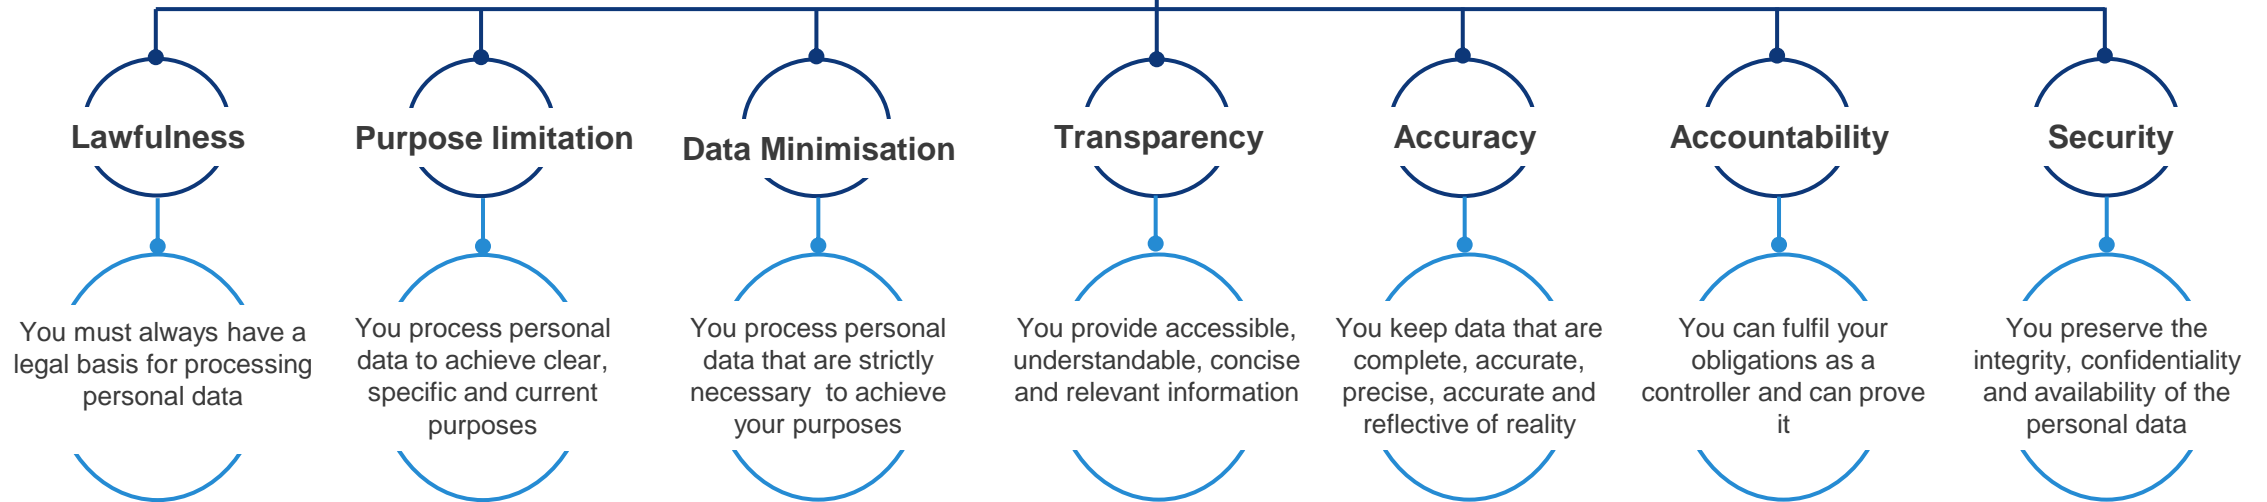 Lawfulness
Purpose limitation
Data Minimisation
Transparency
Accuracy
Accountability
Security
You must always have a
legal basis for processing
personal data
You process personal
data to achieve clear,
specific and current
purposes
You process personal
data that are strictly
necessary  to achieve
your purposes
You provide accessible,
understandable, concise
and relevant information
You keep data that are
complete, accurate,
precise, accurate and
reflective of reality
You can fulfil your
obligations as a
controller and can prove
it
You preserve the
integrity, confidentiality
and availability of the
personal data